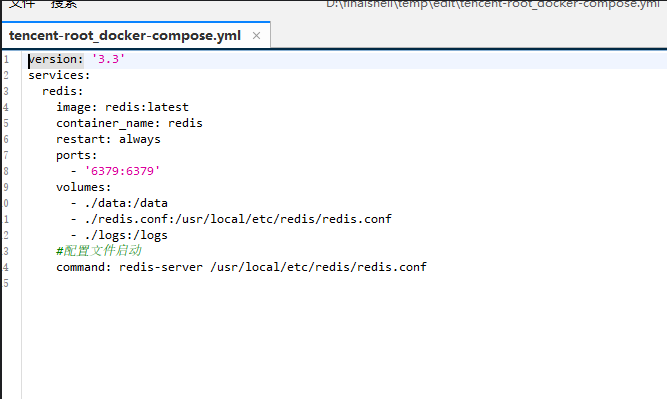 文件 搜索 D:\finalshell\temp\edit\tencent-root_docker-compose.yml
tencent-root_docker-compose.yml ×
1 version: '3.3'
2 services:
3   redis:
4     image: redis:latest
5     container_name: redis
6     restart: always
7     ports:
8       - '6379:6379'
9     volumes:
0       - ./data:/data
1       - ./redis.conf:/usr/local/etc/redis/redis.conf
2       - ./logs:/logs
3     #配置文件启动
4     command: redis-server /usr/local/etc/redis/redis.conf
5